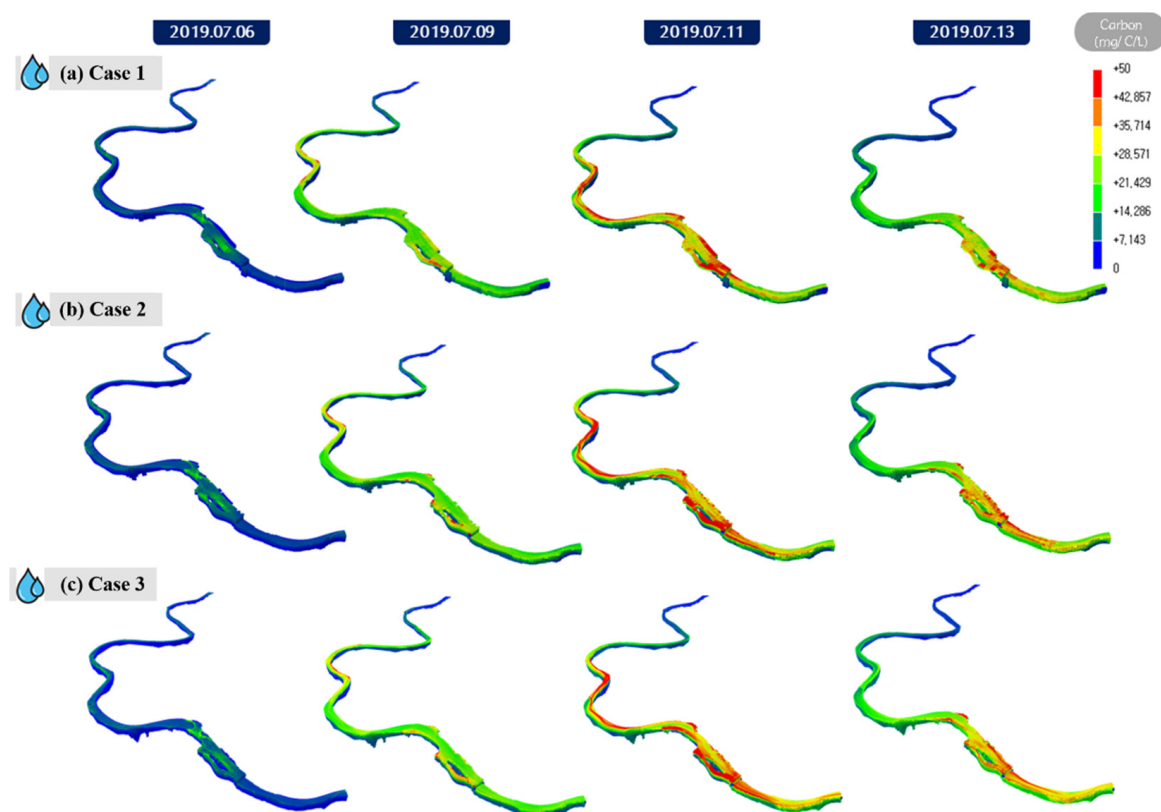 2019.07.06
2019.07.09
2019.07.11
2019.07.13
Carbon
(mg/ C/L)
(a) Case 1
+50
+42,857
+35,714
+28,571
+21,429
+14,286
+7,143
0
(b) Case 2
(c) Case 3